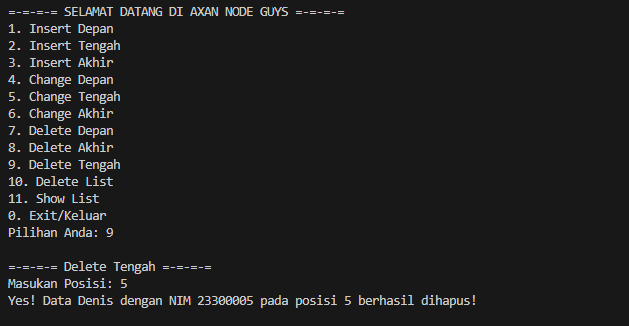 =-=-=-= SELAMAT DATANG DI AXAN NODE GUYS =-=-=-=
1. Insert Depan
2. Insert Tengah
3. Insert Akhir
4. Change Depan
5. Change Tengah
6. Change Akhir
7. Delete Depan
8. Delete Akhir
9. Delete Tengah
10. Delete List
11. Show List
0. Exit/Keluar
Pilihan Anda: 9
=-=-=-= Delete Tengah =-=-=-=
Masukan Posisi: 5
Yes! Data Denis dengan NIM 23300005 pada posisi 5 berhasil dihapus!